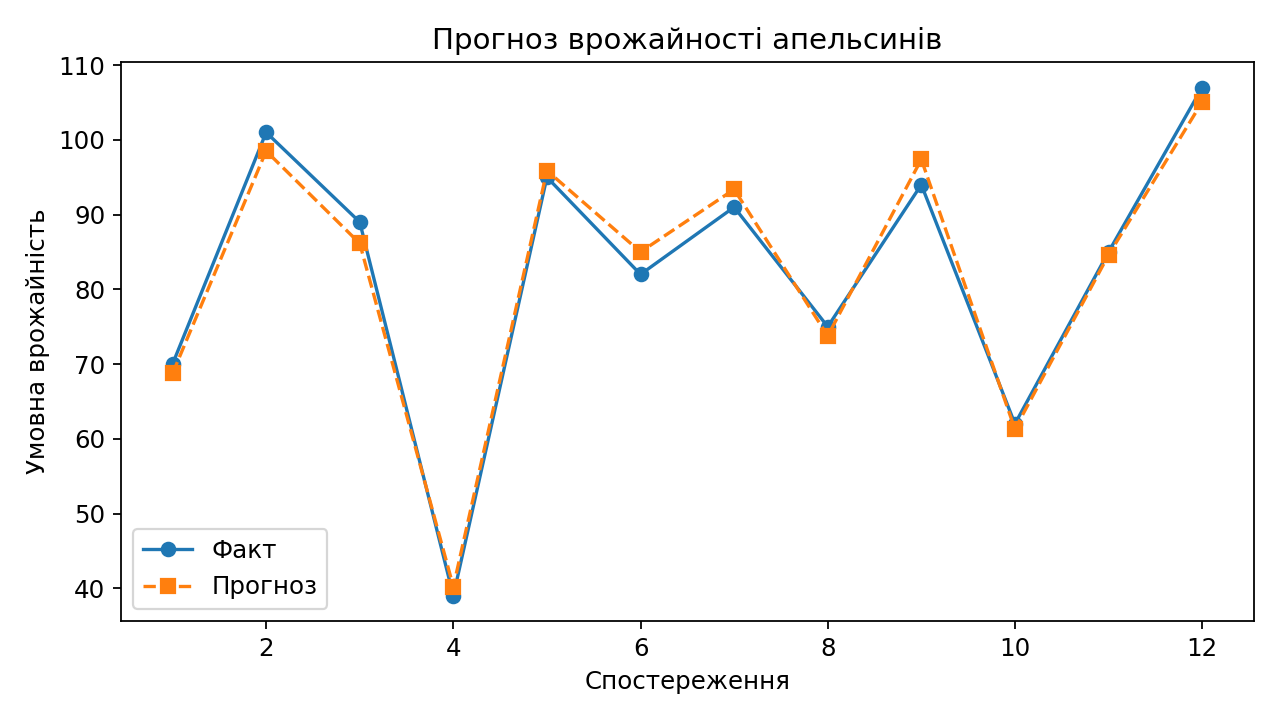 Прогноз врожайності апельсинів
Умовна врожайність
110
100
90
80
70
60
50
40
Факт
Прогноз
2 4 6 8 10 12
Спостереження